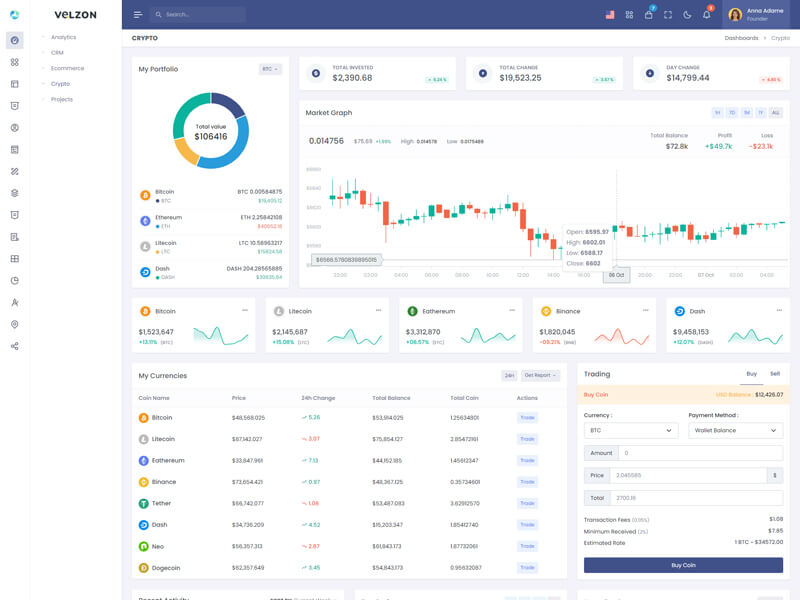 VELZON
Search...
7
3
Anna Adame
Founder
Analytics
CRM
Ecommerce
Crypto
Projects
CRYPTO
Dashboards > Crypto
My Portfolio
BTC
Total value
$106416
Bitcoin
BTC
BTC 0.00584875
$19,405.12
Ethereum
ETH
ETH 2.25842108
$40552.18
Litecoin
LTC
LTC 10.58963217
$15824.58
Dash
DASH
DASH 204.28565885
$30635.84
TOTAL INVESTED
$2,390.68
6.24 %
TOTAL CHANGE
$19,523.25
3.67 %
DAY CHANGE
$14,799.44
4.80 %
Market Graph
1H 7D 1M 1Y ALL
0.014756 $75.69 +1.99% High 0.014578 Low 0.0175489
Total Balance
$72.8k
Profit
+$49.7k
Loss
-$23.1k
$6660
$6640
$6620
$6600
$6580
$6560
$6566.5780839895015
Open: 6595.97
High: 6602.01
Low: 6588.17
Close: 6602
22:00 03:00 04:00 06:00 08:00 10:00 12:00 14:00 16:00 06 Oct 20:00 22:00 07 Oct 02:00 04:00
Bitcoin
$1,523,647
+13.11% (BTC)
Litecoin
$2,145,687
+15.08% (LTC)
Eathereum
$3,312,870
+08.57% (ETC)
Binance
$1,820,045
-09.21% (BNB)
Dash
$9,458,153
+12.07% (DASH)
My Currencies
24H
Get Report
Coin Name Price 24h Change Total Balance Total Coin Actions
Bitcoin $48,568.025 5.26 $53,914.025 1.25634801 Trade
Litecoin $87,142.027 3.07 $75,854.127 2.85472161 Trade
Eathereum $33,847.961 7.13 $44,152.185 1.45612347 Trade
Binance $73,654.421 0.97 $48,367.125 0.35734601 Trade
Tether $66,742.077 1.08 $53,487.083 3.62912570 Trade
Dash $34,736.209 4.52 $15,203.347 1.85412740 Trade
Neo $56,357.313 2.87 $61,843.173 1.87732061 Trade
Dogecoin $62,357.649 3.45 $54,843.173 0.95632087 Trade
Trading
Buy
Sell
Buy Coin
USD Balance : $12,426.07
Currency :
BTC
Payment Method :
Wallet Balance
Amount
0
Price
2.045585
$
Total
2700.16
Transaction Fees (0.05%)
$1.08
Minimum Received (2%)
$7.85
Estimated Rate
1 BTC ~ $34572.00
Buy Coin